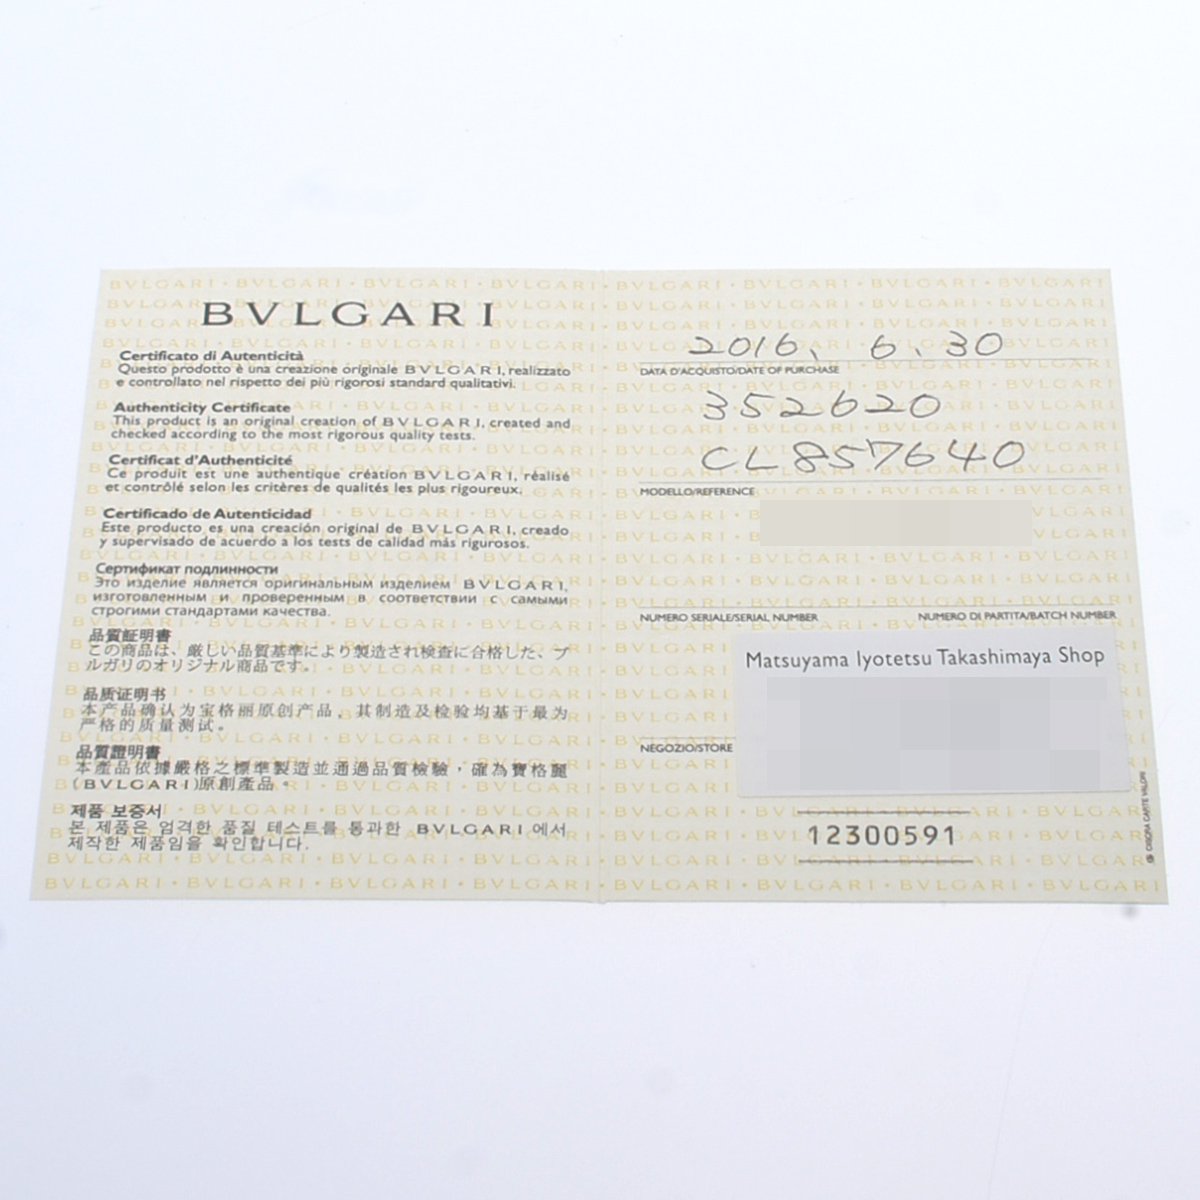 BVLGARI
Certificato di Autenticità
Questo prodotto è una creazione originale BVLGARI, realizzato
e controllato nel rispetto dei più rigorosi standard qualitativi.
Authenticity Certificate
This product is an original creation of BVLGARI, created and
checked according to the most rigorous quality tests.
Certificat d'Authenticité
Ce produit est une authentique création BVLGARI, réalisé
et contrôlé selon les critères de qualités les plus rigoureux.
Certificado de Autenticidad
Este producto es una creación original de BVLGARI, creado
y supervisado de acuerdo a los tests de calidad más rigurosos.
Сертификат подлинности
Это изделие является оригинальным изделием BVLGARI,
изготовленным и проверенным в соответствии с самыми
строгими стандартами качества.
品質証明書
この商品は、厳しい品質基準により製造され検査に合格した、ブ
ルガリのオリジナル商品です。
品质证明书
本产品确认为宝格丽原创产品，其制造及检验均基于最为
严格的质量测试。
品質證明書
本產品依據嚴格之標準製造並通過品質檢驗，確為寶格麗
(BVLGARI)原創產品。
제품 보증서
본 제품은 엄격한 품질 테스트를 통과한 BVLGARI 에서
제작한 제품임을 확인합니다.
2016、6、30
DATA D'ACQUISTO/DATE OF PURCHASE
352620
CL857640
MODELLO/REFERENCE
NUMERO SERIALE/SERIAL NUMBER NUMERO DI PARTITA/BATCH NUMBER
Matsuyama Iyotetsu Takashimaya Shop
NEGOZIO/STORE
12300591
CARTE VALORI